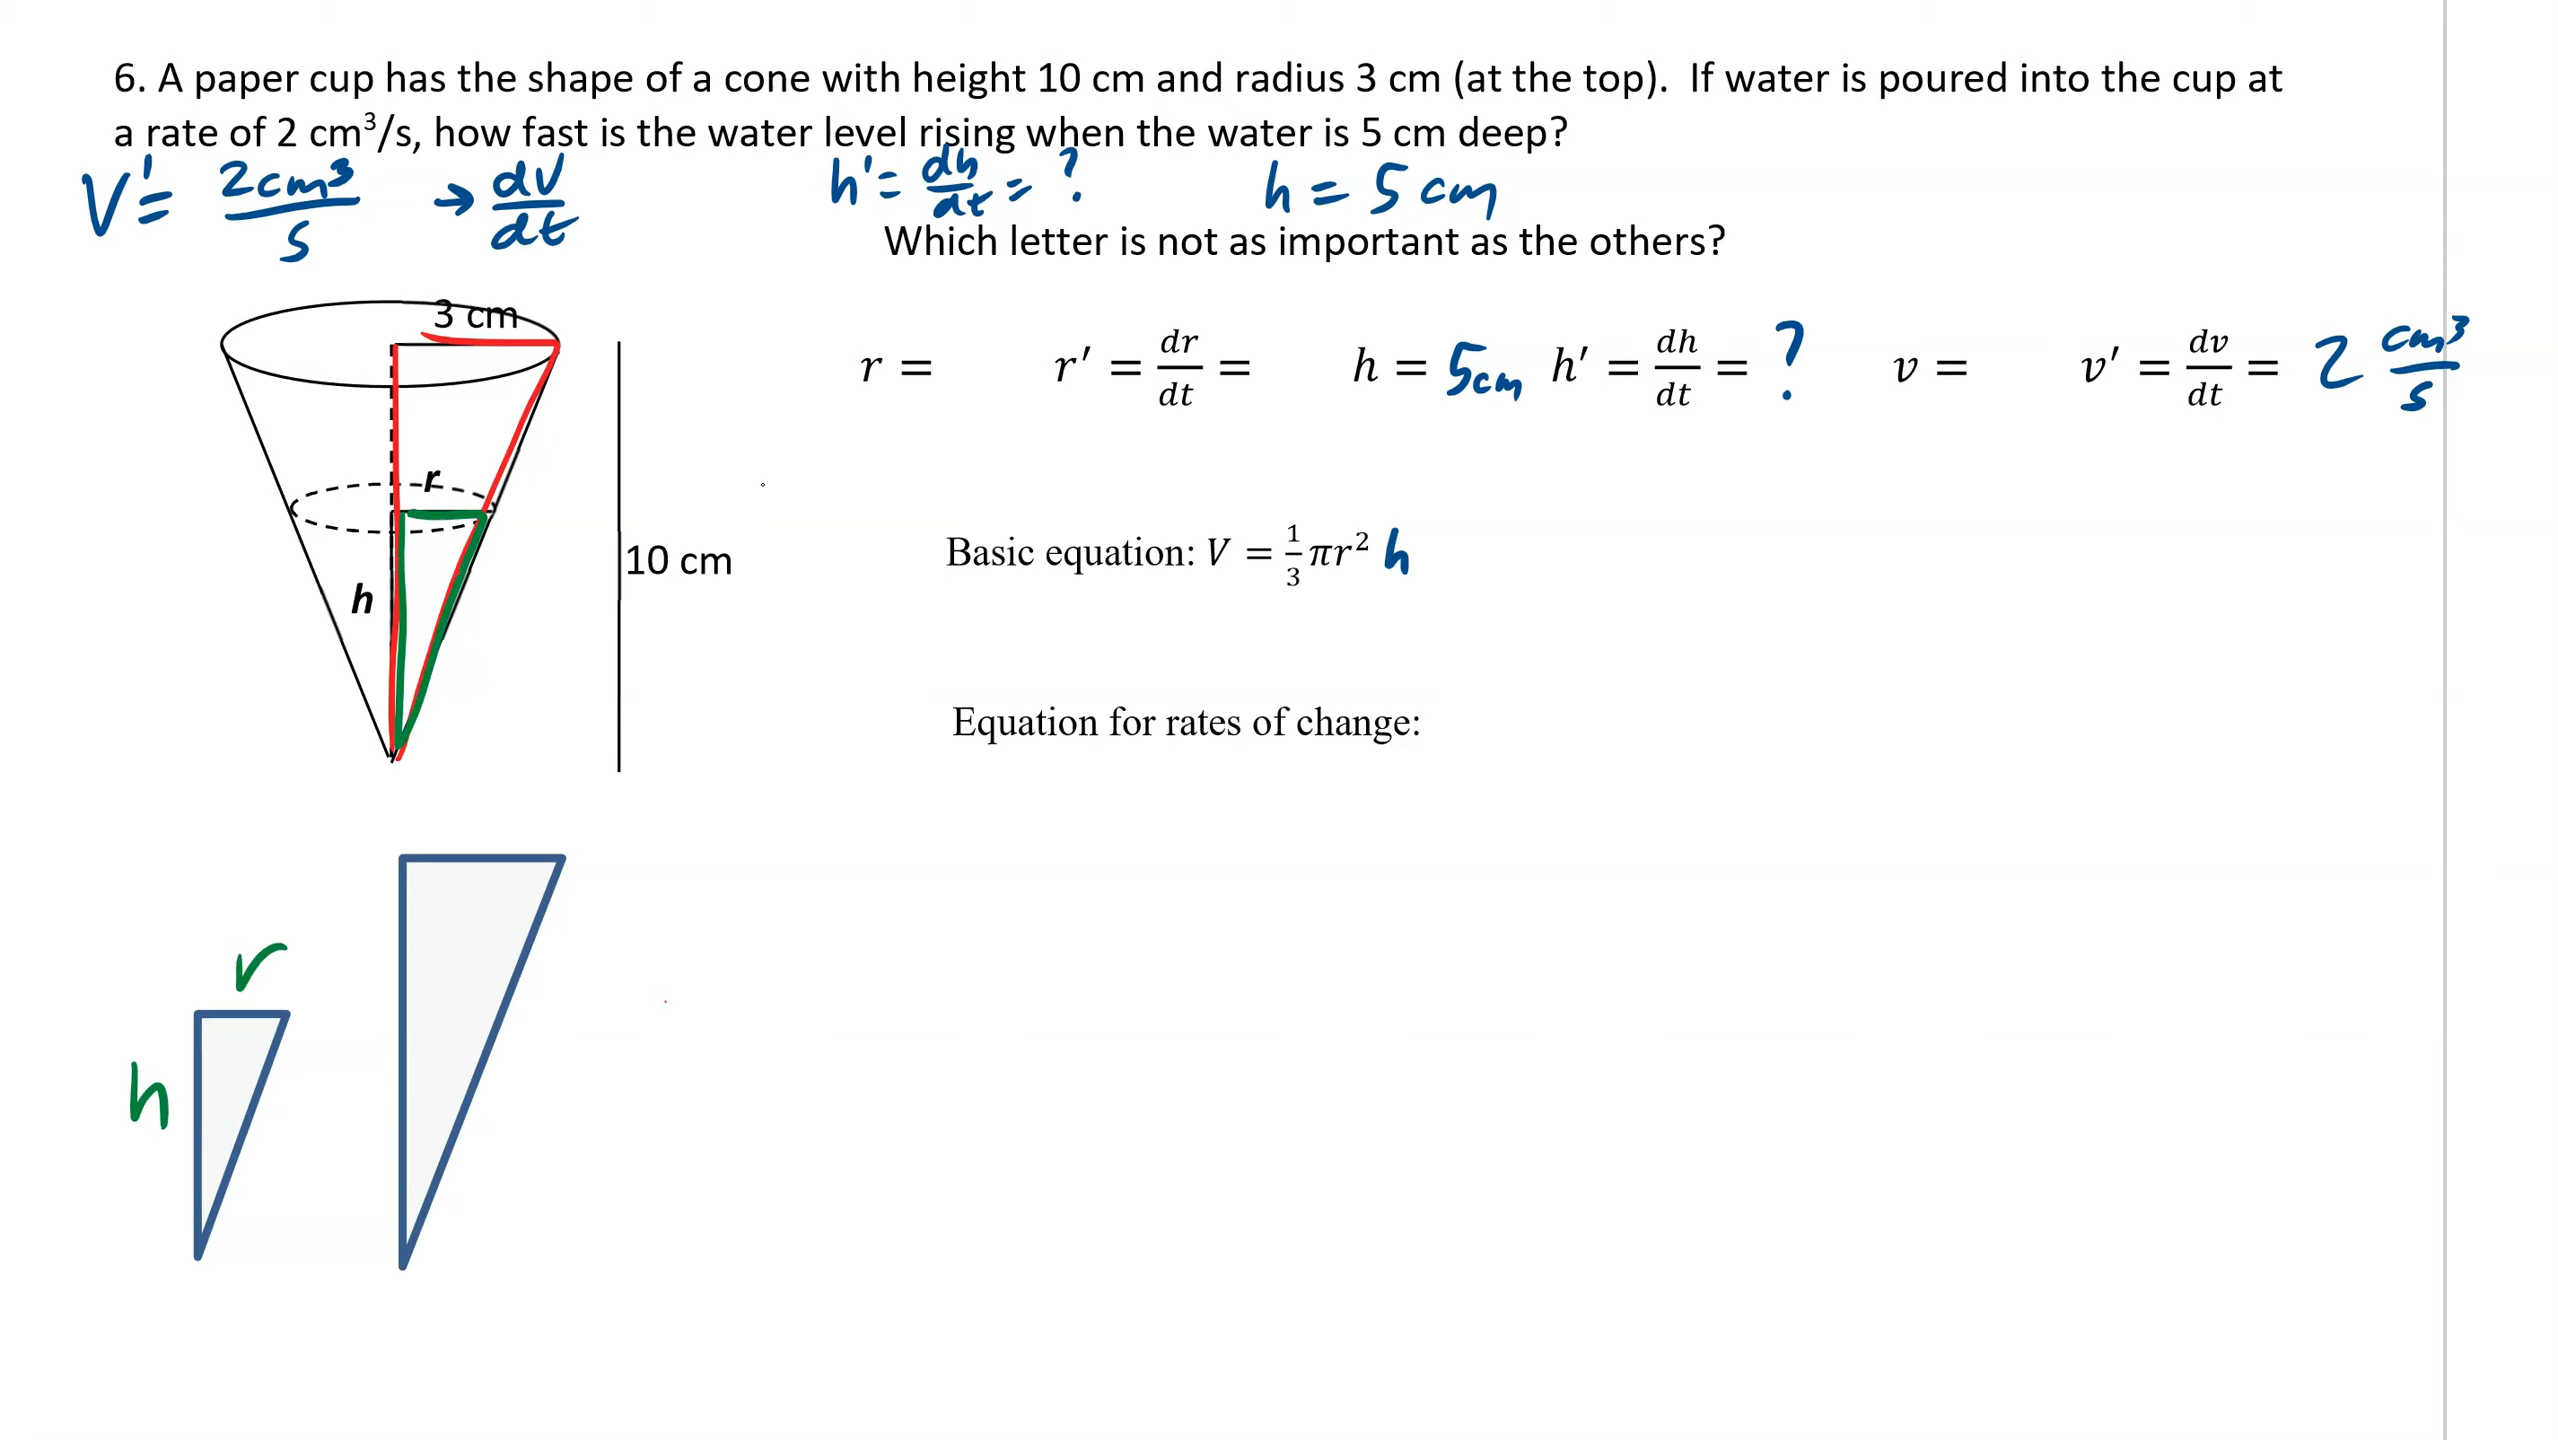 6. A paper cup has the shape of a cone with height 10 cm and radius 3 cm (at the top).  If water is poured into the cup at
a rate of 2 cm³/s, how fast is the water level rising when the water is 5 cm deep?
V' = 2cm³/s → dV/dt    h' = dh/dt = ?    h = 5 cm
Which letter is not as important as the others?
3 cm
r =    r′ = dr/dt =    h = 5cm    h′ = dh/dt = ?    v =    v′ = dv/dt = 2 cm³/s
r
Basic equation: V = 1/3 πr² h
10 cm
h
Equation for rates of change:
r
h